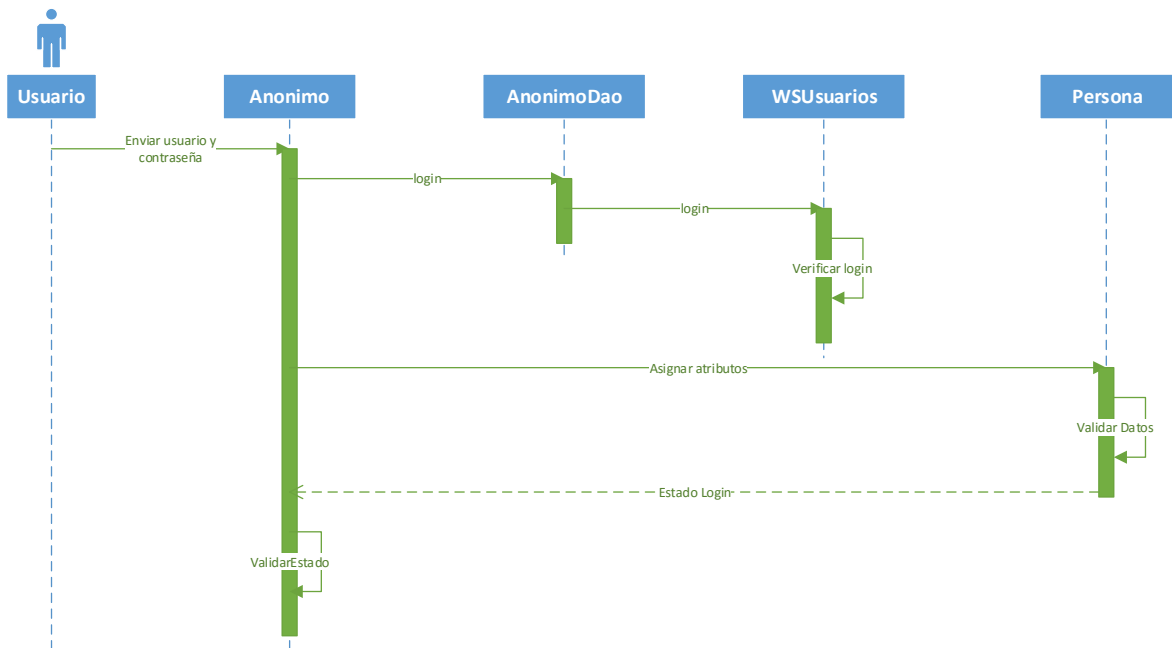 Usuario
Anonimo
AnonimoDao
WSUsuarios
Persona
Enviar usuario y
contraseña
login
login
Verificar login
Asignar atributos
Validar Datos
Estado Login
ValidarEstado